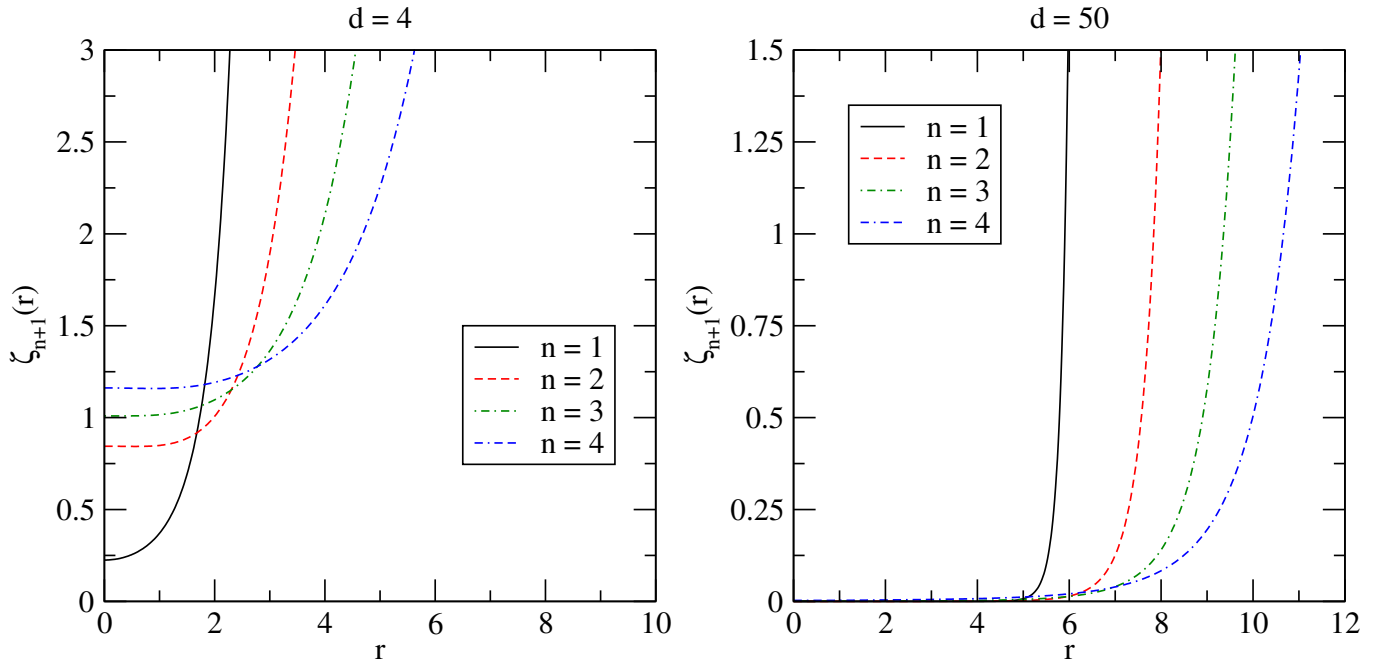 d = 4
3
2.5
2
1.5
1
0.5
0
ζn+1(r)
n = 1
n = 2
n = 3
n = 4
0 2 4 6 8 10
r
d = 50
1.5
1.25
1
0.75
0.5
0.25
0
ζn+1(r)
n = 1
n = 2
n = 3
n = 4
0 2 4 6 8 10 12
r